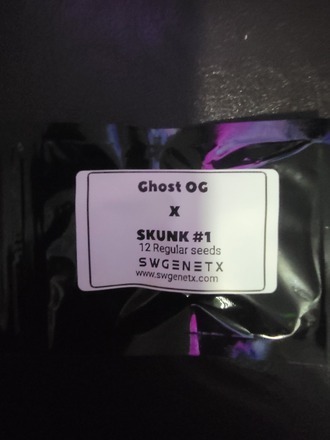 Ghost OG
X
SKUNK #1
12 Regular seeds
SWGENETX
www.swgenetx.com